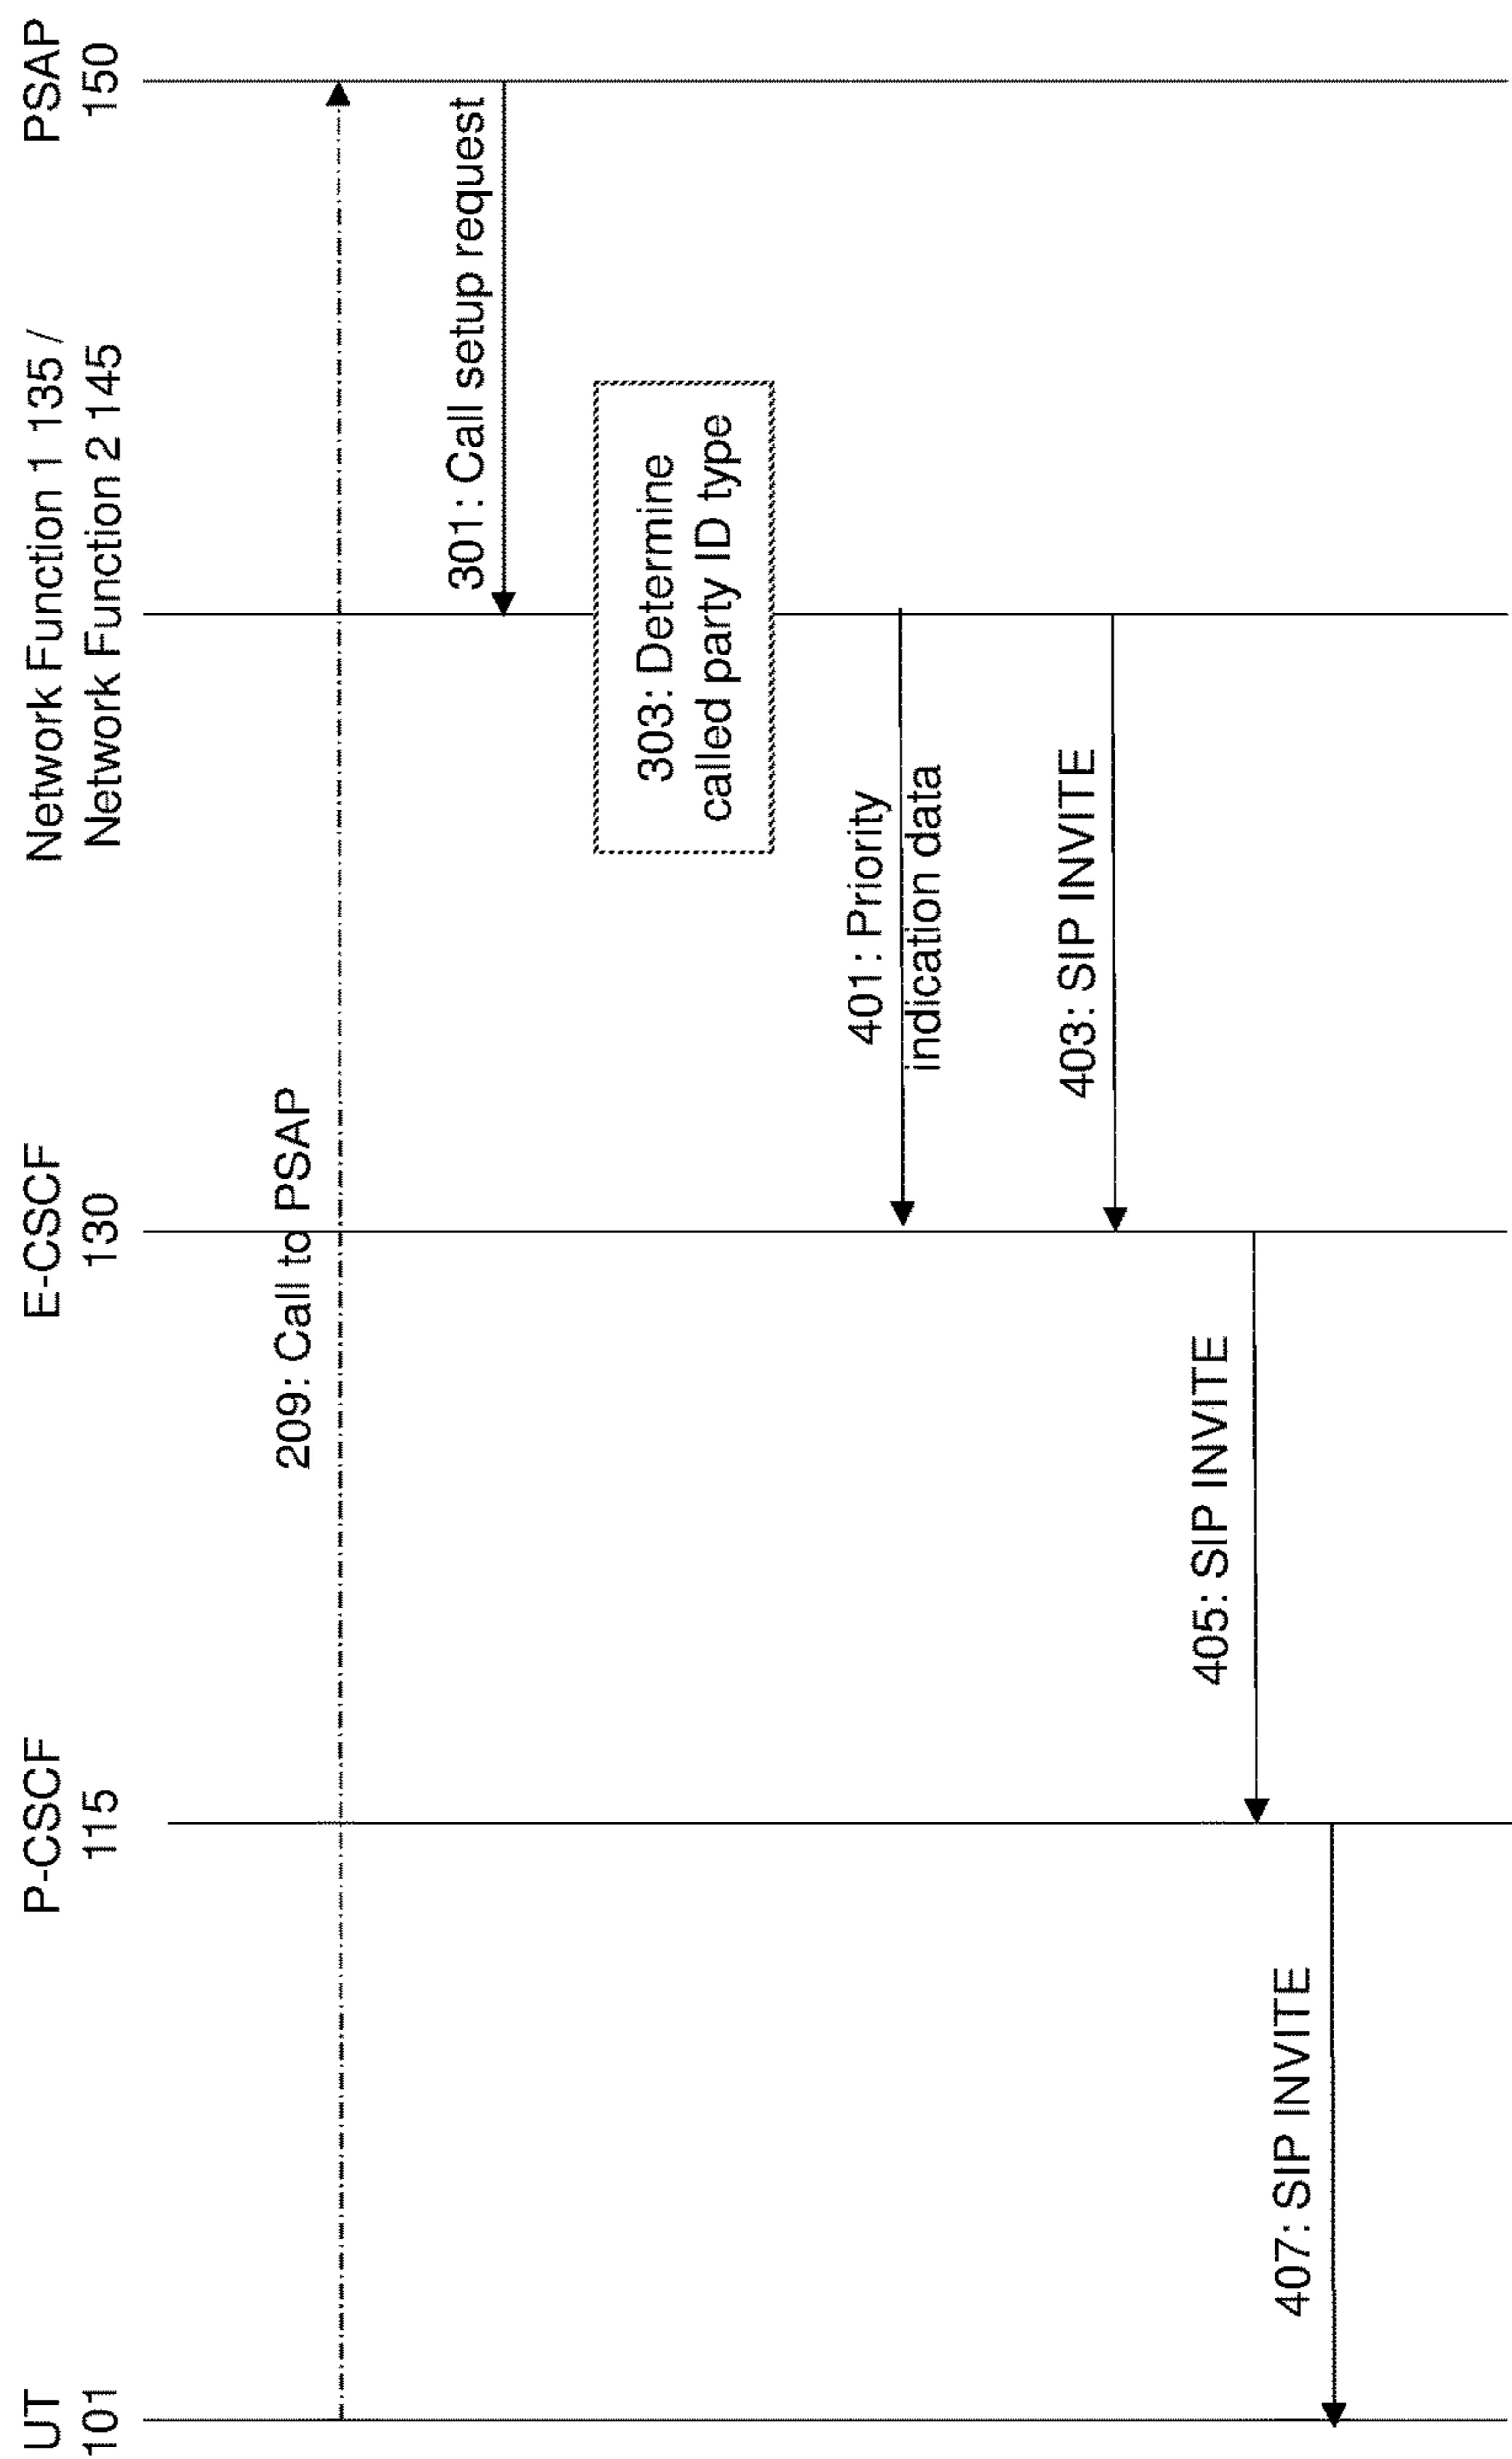 UT
101
P-CSCF
115
E-CSCF
130
Network Function 1 135 /
Network Function 2 145
PSAP
150
209: Call to PSAP
301: Call setup request
303: Determine
called party ID type
401: Priority
indication data
403: SIP INVITE
405: SIP INVITE
407: SIP INVITE